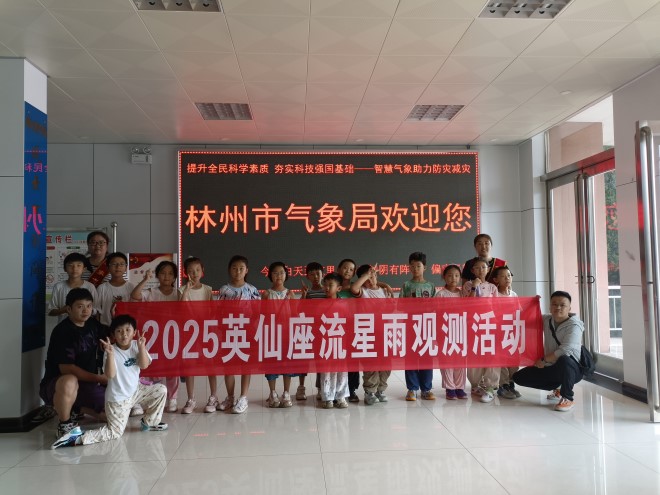 提升全民科学素质 夯实科技强国基础——智慧气象助力防灾减灾
林州市气象局欢迎您
2025英仙座流星雨观测活动